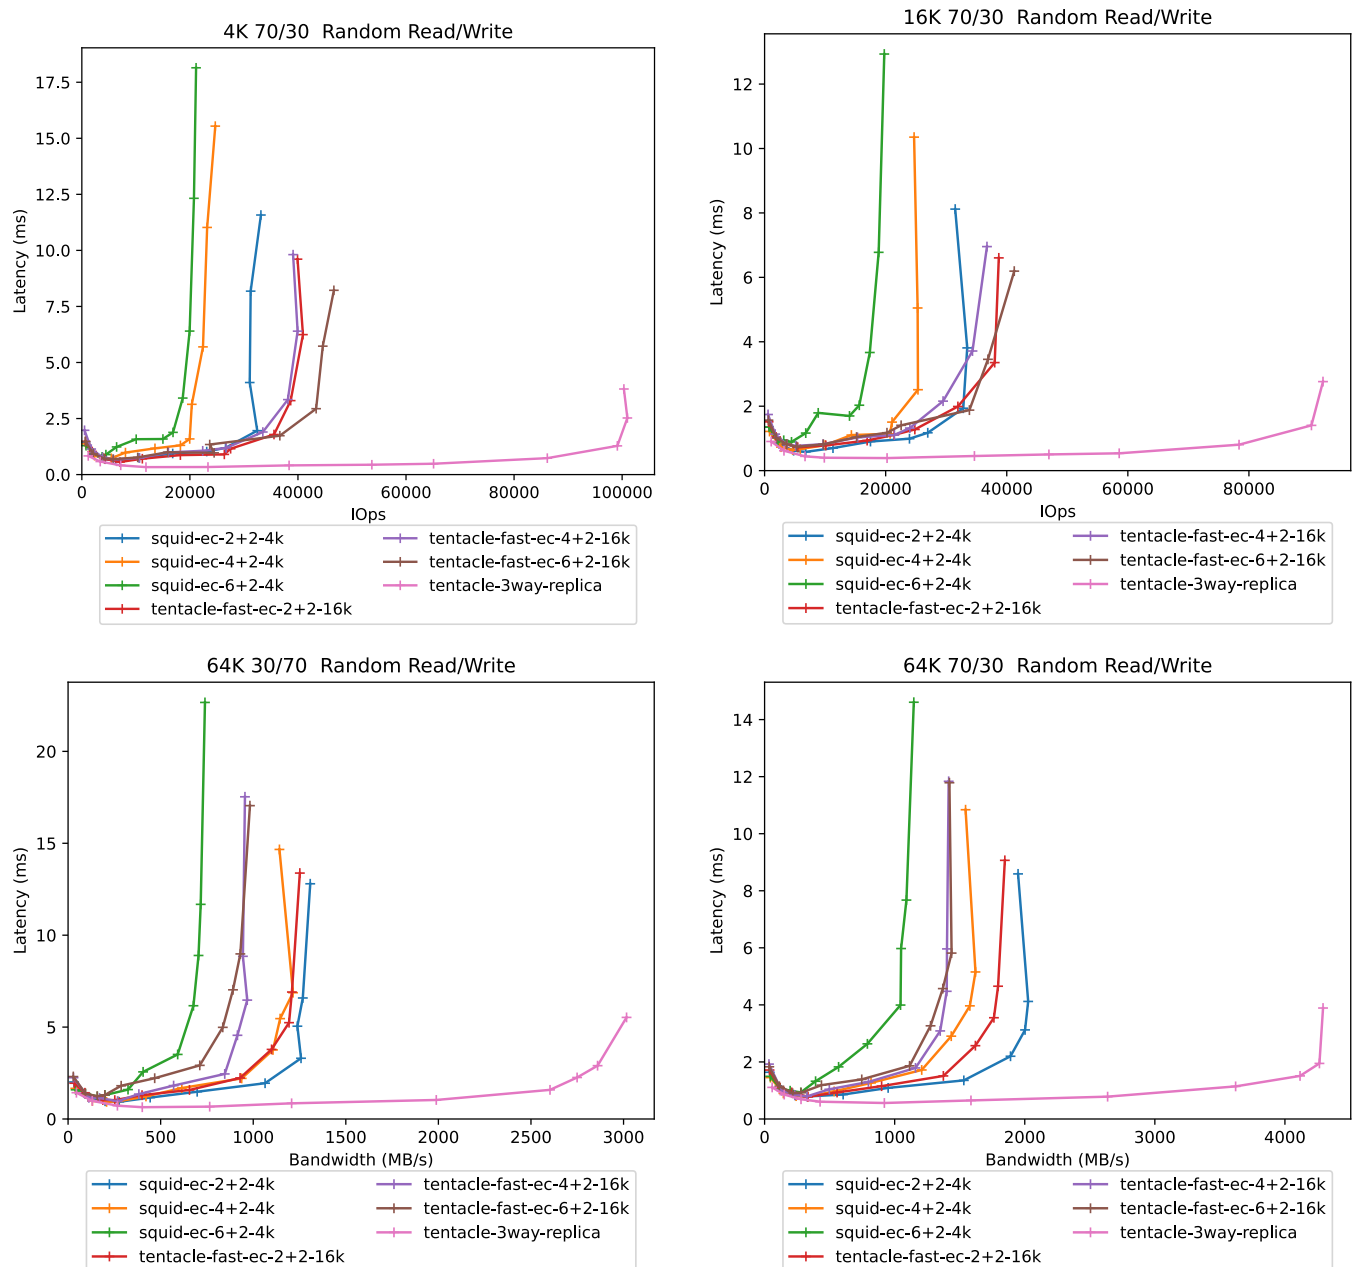 4K 70/30  Random Read/Write
17.5
15.0
12.5
10.0
7.5
5.0
2.5
0.0
Latency (ms)
0 20000 40000 60000 80000 100000
IOps
squid-ec-2+2-4k
squid-ec-4+2-4k
squid-ec-6+2-4k
tentacle-fast-ec-2+2-16k
tentacle-fast-ec-4+2-16k
tentacle-fast-ec-6+2-16k
tentacle-3way-replica
16K 70/30  Random Read/Write
12
10
8
6
4
2
0
Latency (ms)
0 20000 40000 60000 80000
IOps
squid-ec-2+2-4k
squid-ec-4+2-4k
squid-ec-6+2-4k
tentacle-fast-ec-2+2-16k
tentacle-fast-ec-4+2-16k
tentacle-fast-ec-6+2-16k
tentacle-3way-replica
64K 30/70  Random Read/Write
20
15
10
5
0
Latency (ms)
0 500 1000 1500 2000 2500 3000
Bandwidth (MB/s)
squid-ec-2+2-4k
squid-ec-4+2-4k
squid-ec-6+2-4k
tentacle-fast-ec-2+2-16k
tentacle-fast-ec-4+2-16k
tentacle-fast-ec-6+2-16k
tentacle-3way-replica
64K 70/30  Random Read/Write
14
12
10
8
6
4
2
0
Latency (ms)
0 1000 2000 3000 4000
Bandwidth (MB/s)
squid-ec-2+2-4k
squid-ec-4+2-4k
squid-ec-6+2-4k
tentacle-fast-ec-2+2-16k
tentacle-fast-ec-4+2-16k
tentacle-fast-ec-6+2-16k
tentacle-3way-replica